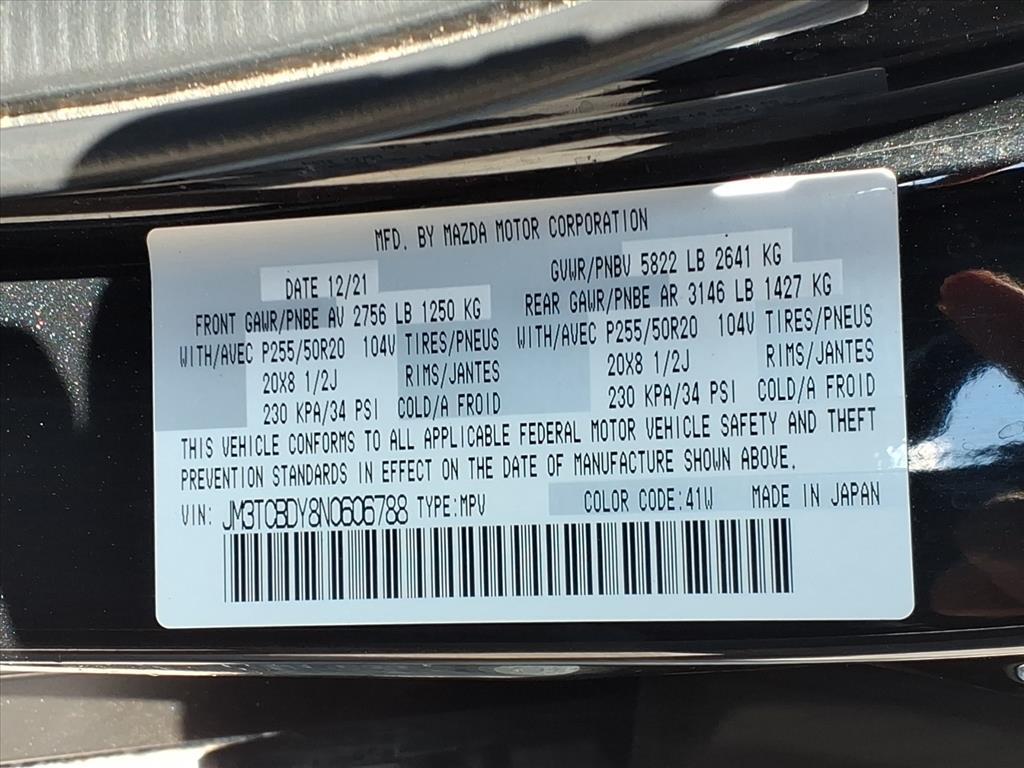 MFD. BY MAZDA MOTOR CORPORATION
DATE 12/21 GVWR/PNBV 5822 LB 2641 KG
FRONT GAWR/PNBE AV 2756 LB 1250 KG REAR GAWR/PNBE AR 3146 LB 1427 KG
WITH/AVEC P255/50R20 104V TIRES/PNEUS WITH/AVEC P255/50R20 104V TIRES/PNEUS
20X8 1/2J RIMS/JANTES 20X8 1/2J RIMS/JANTES
230 KPA/34 PSI COLD/A FROID 230 KPA/34 PSI COLD/A FROID
THIS VEHICLE CONFORMS TO ALL APPLICABLE FEDERAL MOTOR VEHICLE SAFETY AND THEFT
PREVENTION STANDARDS IN EFFECT ON THE DATE OF MANUFACTURE SHOWN ABOVE.
VIN: JM3TCBDY8N0606788 TYPE:MPV COLOR CODE:41W MADE IN JAPAN